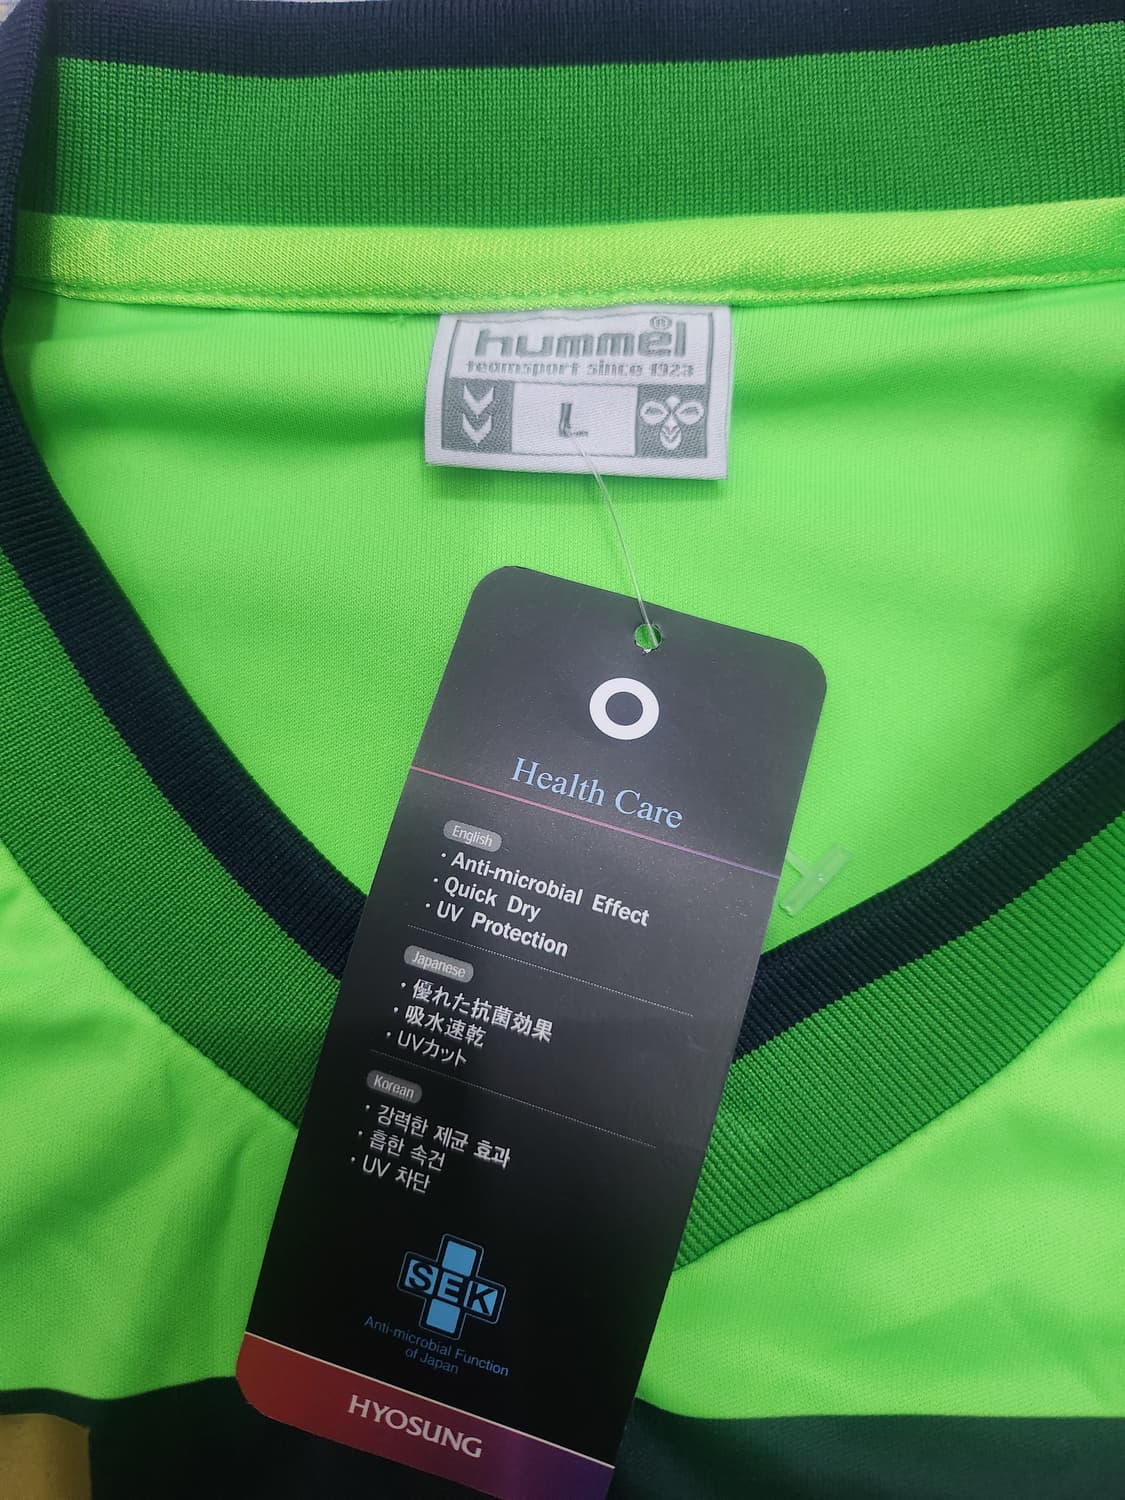 hummel®
teamsport since 1923
L
Health Care
English
· Anti-microbial Effect
· Quick Dry
· UV Protection
Japanese
· 優れた抗菌効果
· 吸水速乾
· UVカット
Korean
· 강력한 제균 효과
· 흡한 속건
· UV 차단
SEK
Anti-microbial Function
of Japan
HYOSUNG